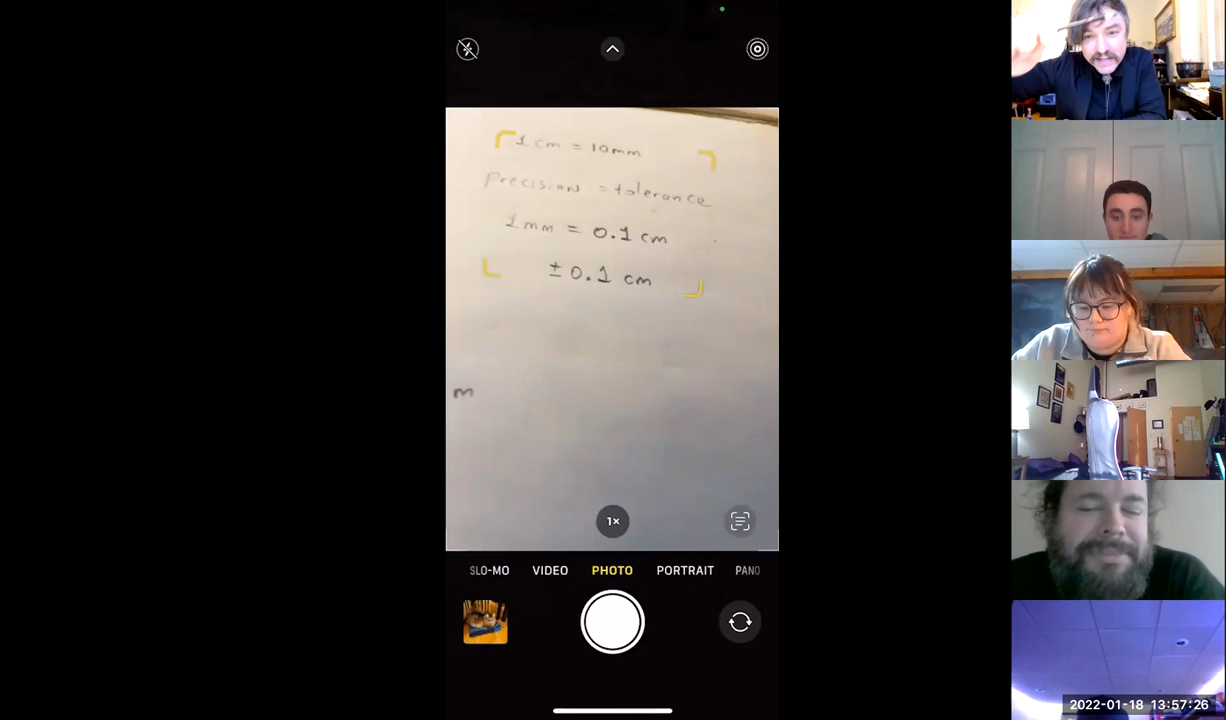 1 cm = 10mm
precision = tolerance
1mm = 0.1 cm
± 0.1 cm
m
1×
SLO-MO VIDEO PHOTO PORTRAIT PANO
2022-01-18 13:57:26